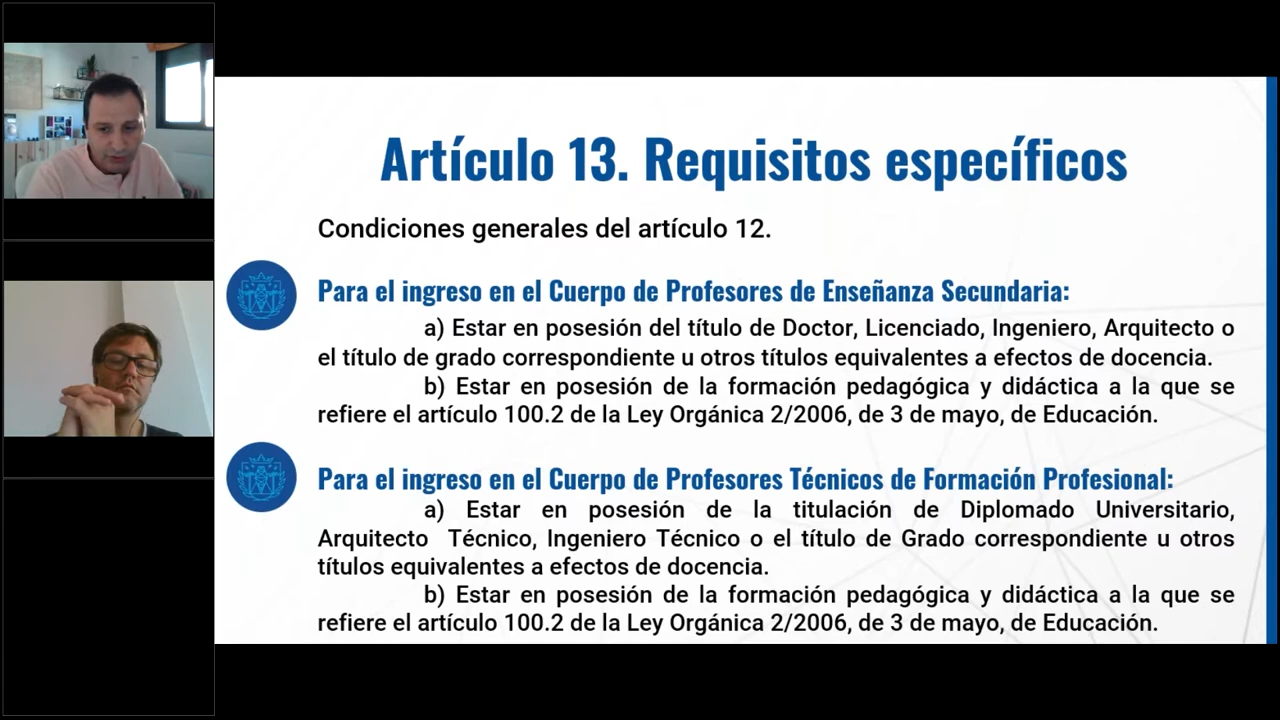 Artículo 13. Requisitos específicos
Condiciones generales del artículo 12.
Para el ingreso en el Cuerpo de Profesores de Enseñanza Secundaria:
a) Estar en posesión del título de Doctor, Licenciado, Ingeniero, Arquitecto o
el título de grado correspondiente u otros títulos equivalentes a efectos de docencia.
b) Estar en posesión de la formación pedagógica y didáctica a la que se
refiere el artículo 100.2 de la Ley Orgánica 2/2006, de 3 de mayo, de Educación.
Para el ingreso en el Cuerpo de Profesores Técnicos de Formación Profesional:
a) Estar en posesión de la titulación de Diplomado Universitario,
Arquitecto Técnico, Ingeniero Técnico o el título de Grado correspondiente u otros
títulos equivalentes a efectos de docencia.
b) Estar en posesión de la formación pedagógica y didáctica a la que se
refiere el artículo 100.2 de la Ley Orgánica 2/2006, de 3 de mayo, de Educación.